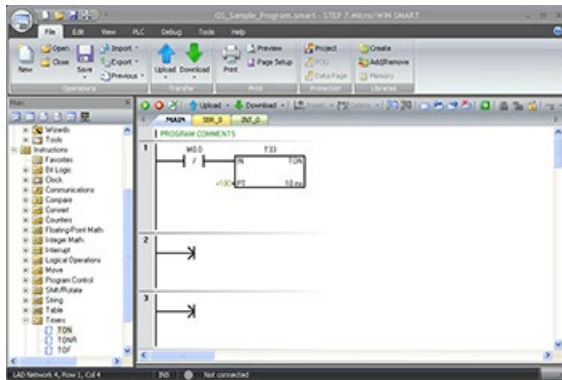 GS_Sample_Program.smart - STEP 7-Micro/WIN SMART
File Edit View PLC Debug Tools Help
New Open Close Save Import Export Previous Upload Download Print Preview Page Setup Project POU Data Page Create Add/Remove Memory
Operations Transfer Print Protection Libraries
Main
Upload Download Insert Delete
MAIN SBR_0 INT_0
Wizards
Tools
Instructions
Favorites
Bit Logic
Clock
Communications
Compare
Convert
Counters
Floating-Point Math
Integer Math
Interrupt
Logical Operations
Move
Program Control
Shift/Rotate
String
Table
Timers
TON
TONR
TOF
PROGRAM COMMENTS
1
M0.0 T33
/ IN TON
+100 PT 10 ms
2
3
LAD Network 4, Row 1, Col 4 INS Not connected